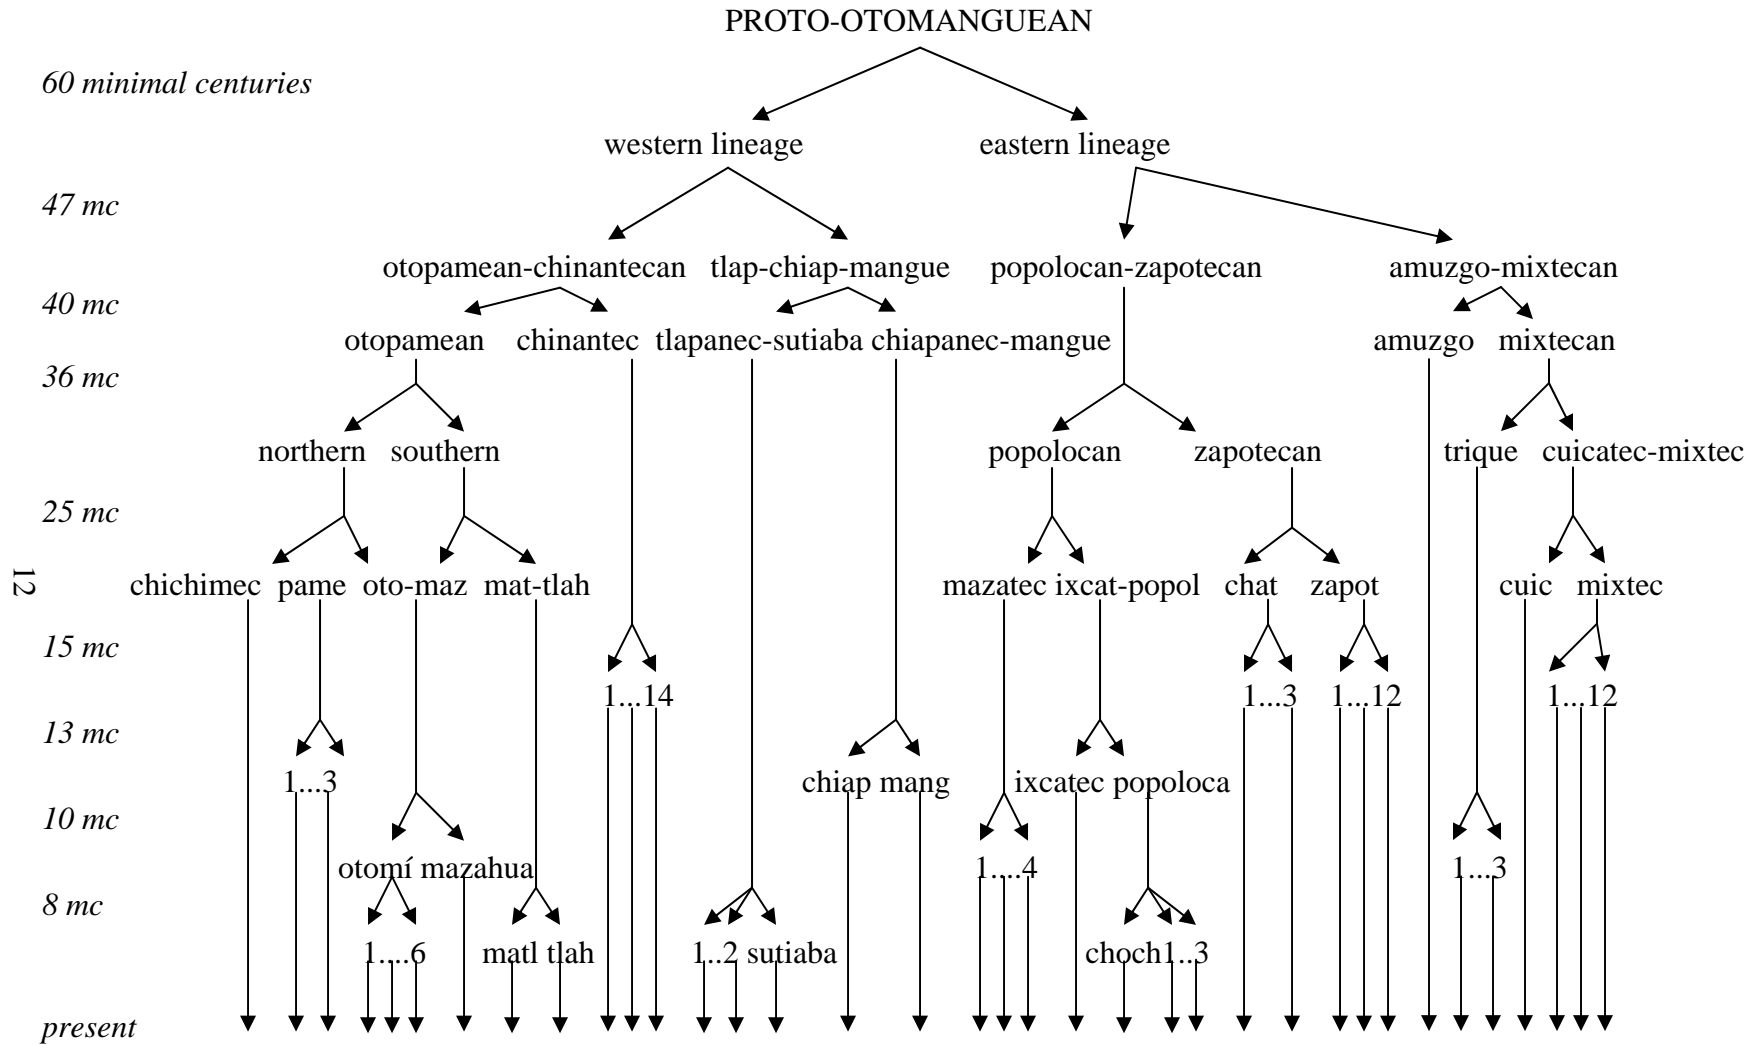 PROTO-OTOMANGUEAN
60 minimal centuries
western lineage eastern lineage
47 mc
otopamean-chinantecan tlap-chiap-mangue popolocan-zapotecan amuzgo-mixtecan
40 mc
otopamean chinantec tlapanec-sutiaba chiapanec-mangue amuzgo mixtecan
36 mc
northern southern popolocan zapotecan trique cuicatec-mixtec
25 mc
12
chichimec pame oto-maz mat-tlah mazatec ixcat-popol chat zapot cuic mixtec
15 mc
1...14 1...3 1...12 1...12
13 mc
1...3 chiap mang ixcatec popoloca
10 mc
otomí mazahua 1....4 1...3
8 mc
1....6 matl tlah 1..2 sutiaba choch1..3
present